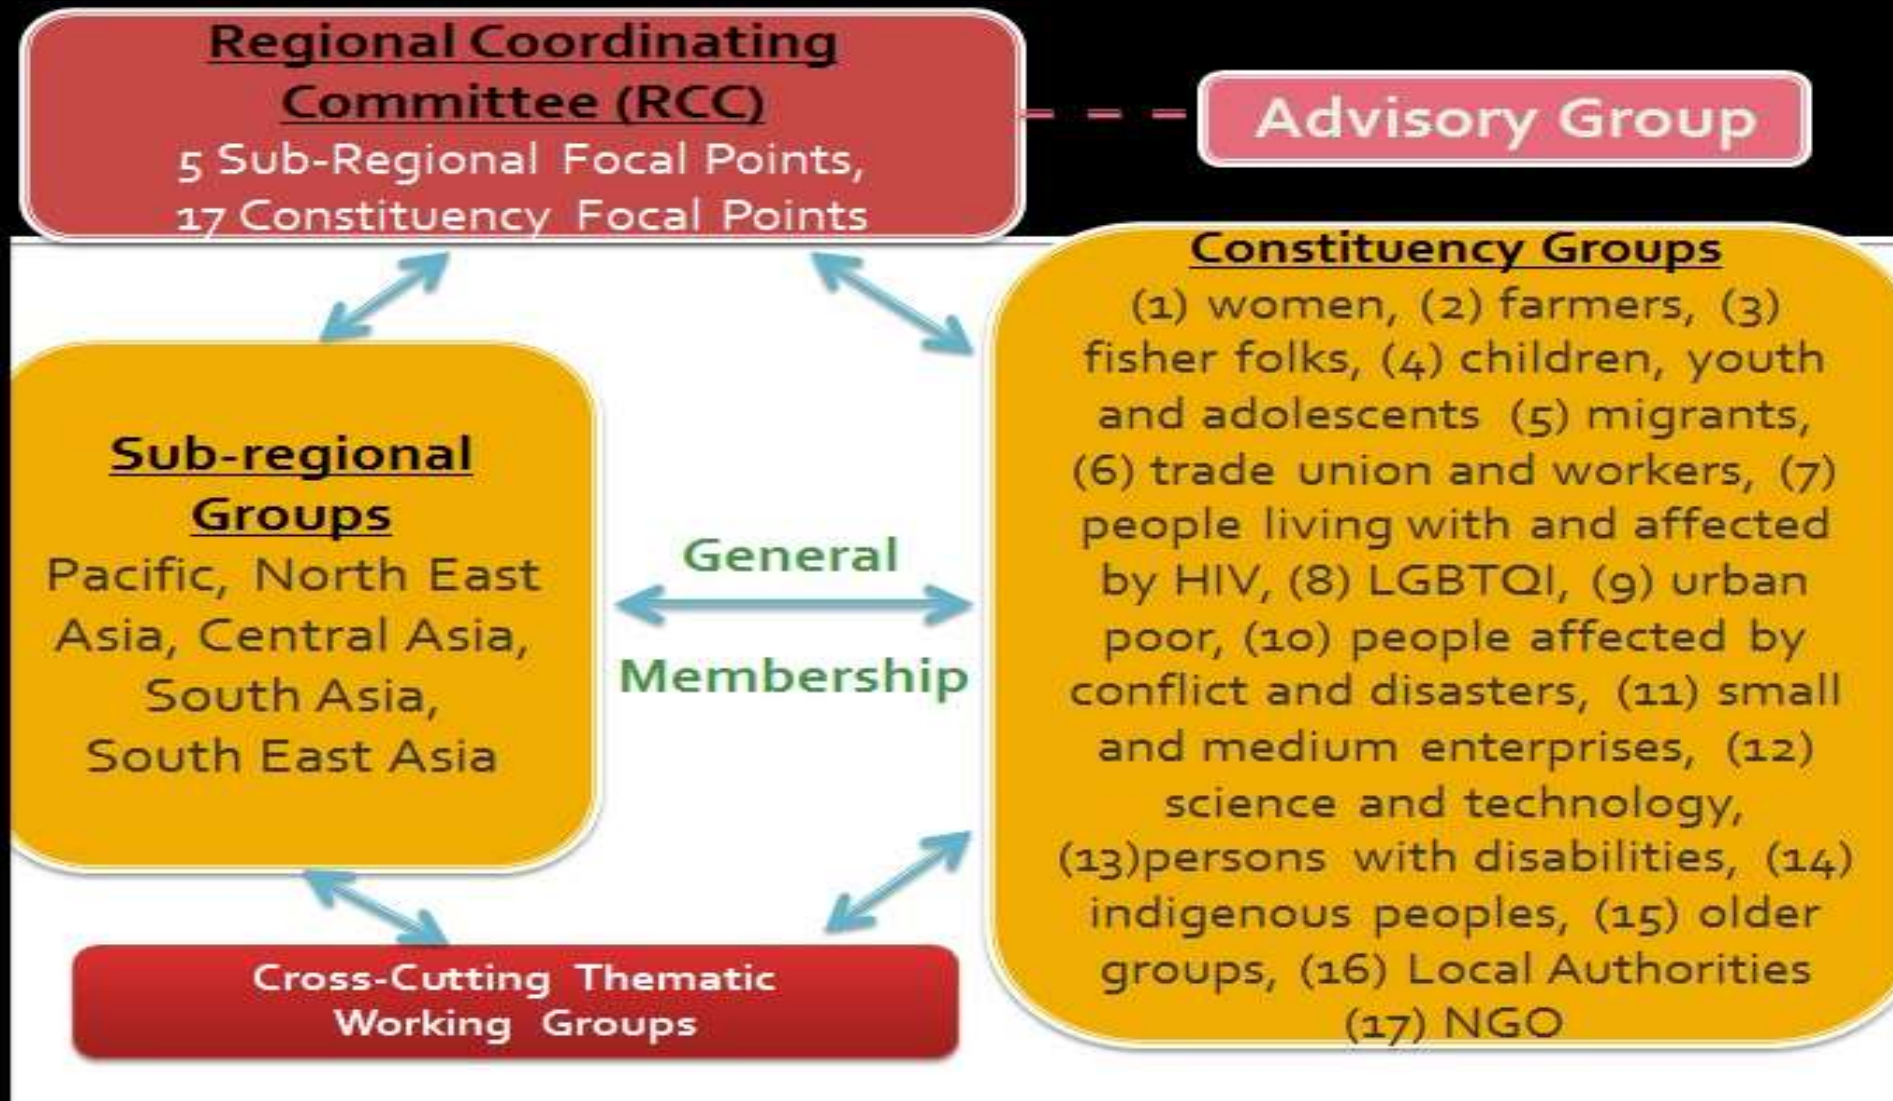 Regional Coordinating
Committee (RCC)
5 Sub-Regional Focal Points,
17 Constituency Focal Points
Advisory Group
Sub-regional
Groups
Pacific, North East
Asia, Central Asia,
South Asia,
South East Asia
General
Membership
Constituency Groups
(1) women, (2) farmers, (3)
fisher folks, (4) children, youth
and adolescents (5) migrants,
(6) trade union and workers, (7)
people living with and affected
by HIV, (8) LGBTQI, (9) urban
poor, (10) people affected by
conflict and disasters, (11) small
and medium enterprises, (12)
science and technology,
(13)persons with disabilities, (14)
indigenous peoples, (15) older
groups, (16) Local Authorities
(17) NGO
Cross-Cutting Thematic
Working Groups